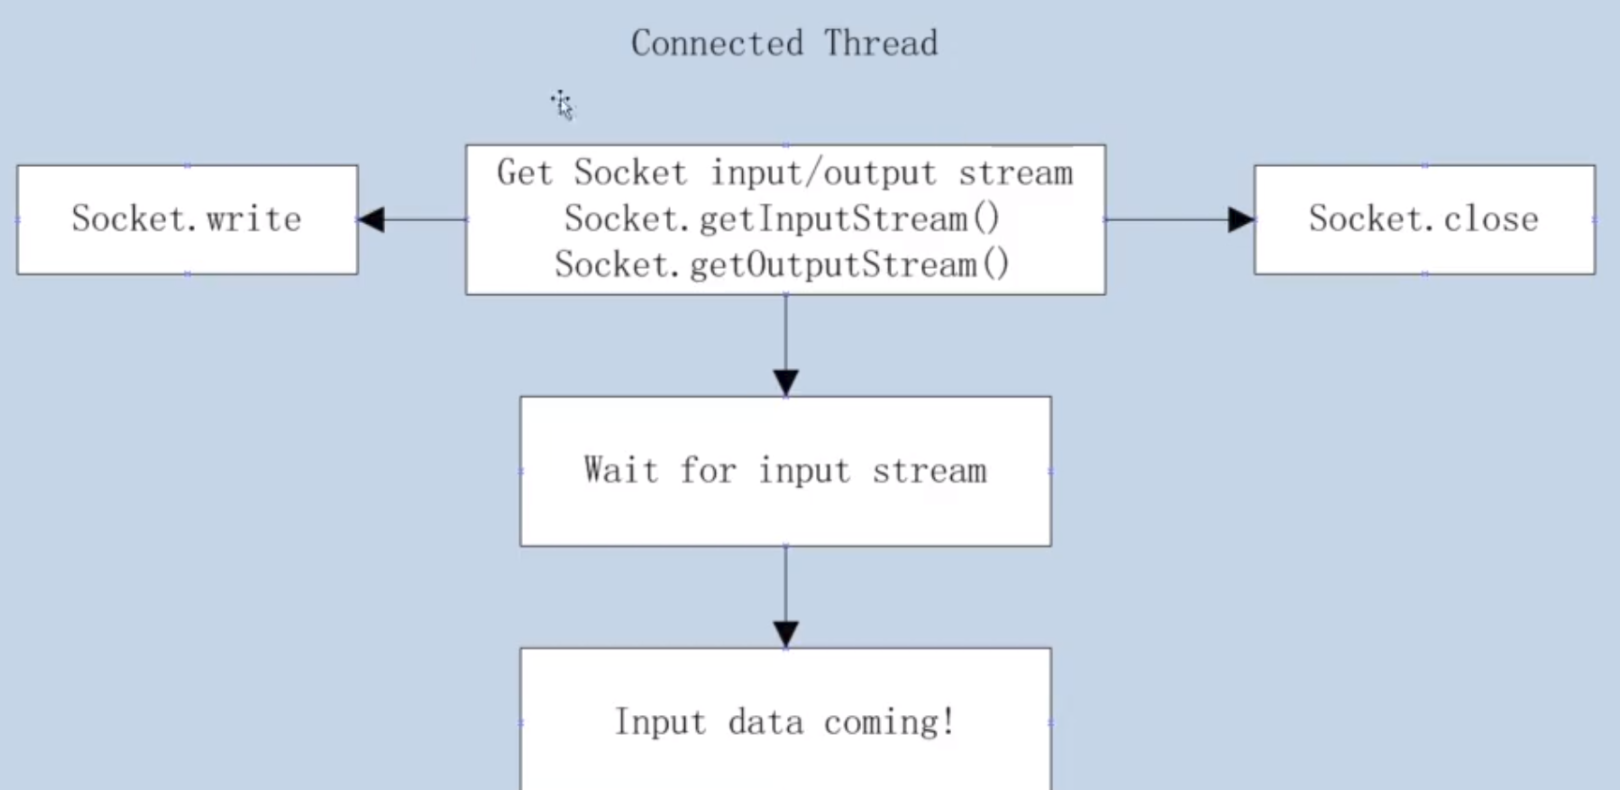 Connected Thread
Socket.write
Get Socket input/output stream
Socket.getInputStream()
Socket.getOutputStream()
Socket.close
Wait for input stream
Input data coming!